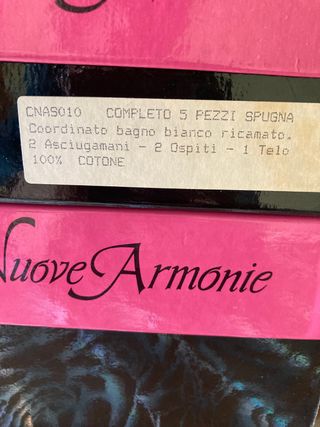 CNAS010 COMPLETO 5 PEZZI SPUGNA
Coordinato bagno bianco ricamato.
2 Asciugamani - 2 Ospiti - 1 Telo
100% COTONE
Nuove Armonie